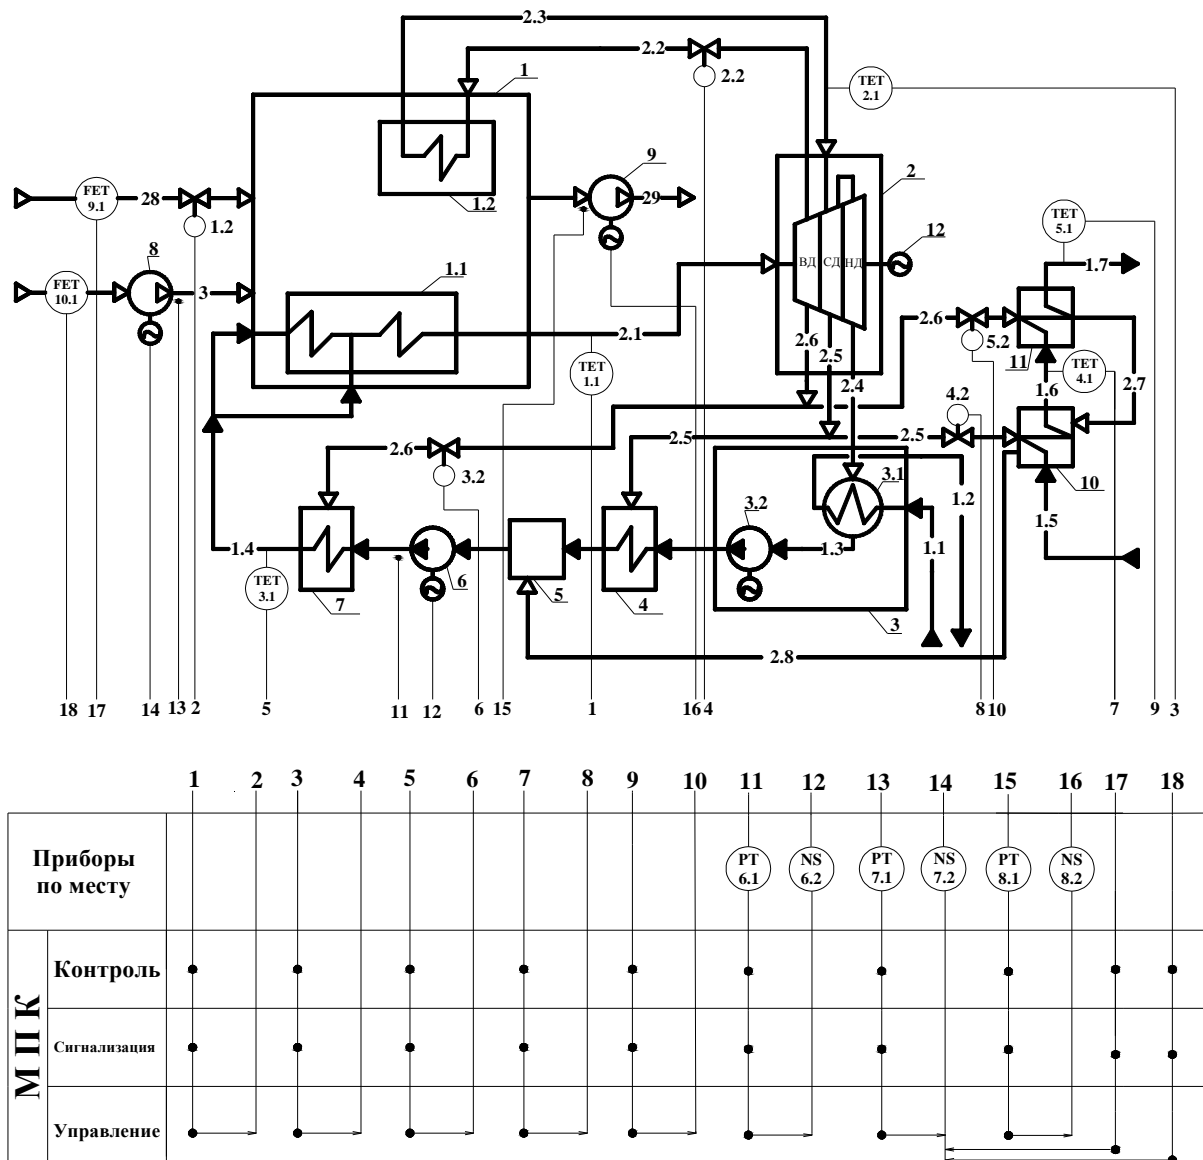 2.3
2.2
1
2.2
TET
2.1
1.2
9
29
2
12
FET
9.1
28
1.2
8
FET
10.1
3
1.1
2.1
ВД
СД
НД
TET
5.1
1.7
2.6
5.2
11
TET
4.1
2.7
1.6
TET
1.1
2.6
2.5
2.4
4.2
2.5
2.5
10
1.5
2.6
3.2
3.1
3.2
1.2
1.1
1.3
1.4
TET
3.1
7
6
5
4
3
2.8
18 17 14 13 2 5 11 12 6 15 1 16 4 8 10 7 9 3
1 2 3 4 5 6 7 8 9 10 11 12 13 14 15 16 17 18
Приборы
по месту
PT
6.1
NS
6.2
PT
7.1
NS
7.2
PT
8.1
NS
8.2
МПК
Контроль
Сигнализация
Управление